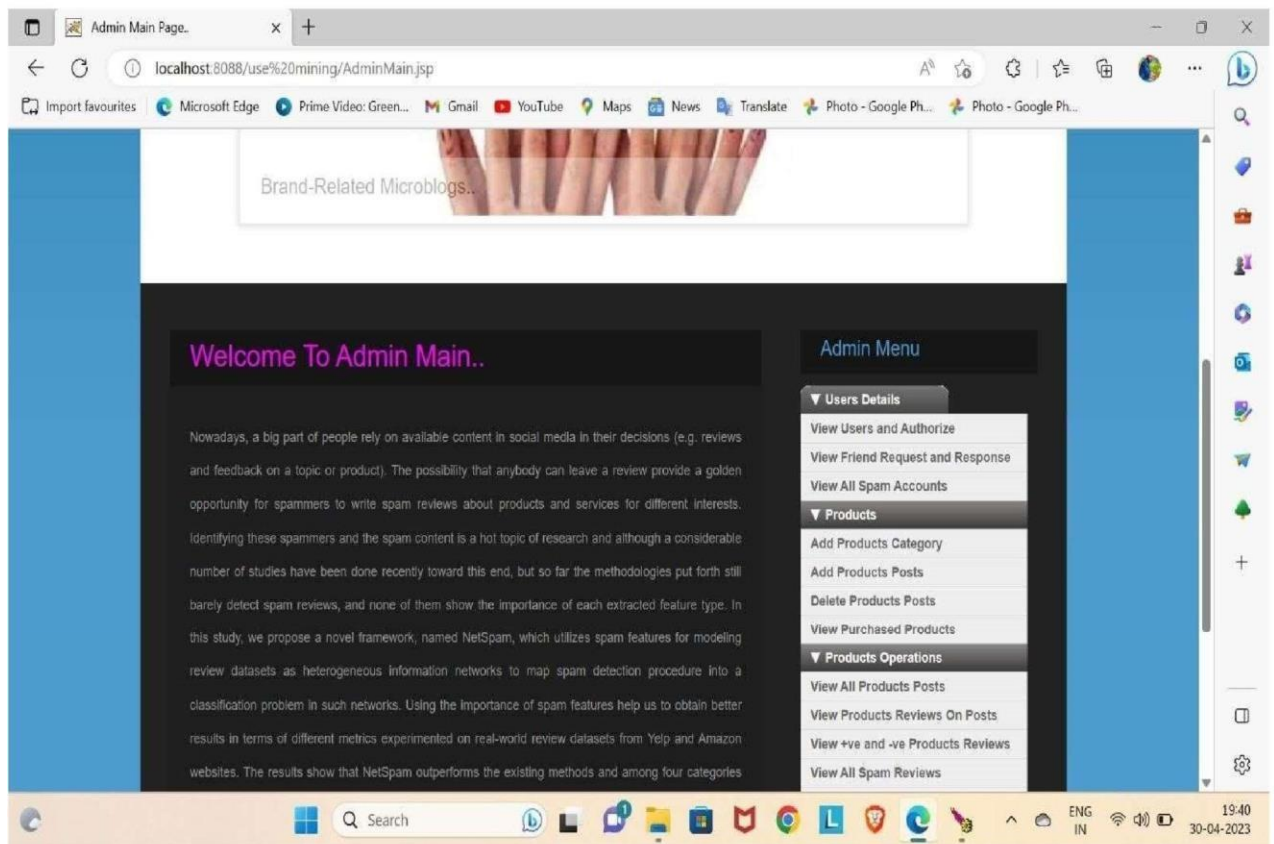 Admin Main Page..
localhost:8088/use%20mining/AdminMain.jsp
Import favourites Microsoft Edge Prime Video: Green... Gmail YouTube Maps News Translate Photo - Google Ph... Photo - Google Ph...
Brand-Related Microblogs..
Welcome To Admin Main..
Nowadays, a big part of people rely on available content in social media in their decisions (e.g. reviews
and feedback on a topic or product). The possibility that anybody can leave a review provide a golden
opportunity for spammers to write spam reviews about products and services for different interests.
Identifying these spammers and the spam content is a hot topic of research and although a considerable
number of studies have been done recently toward this end, but so far the methodologies put forth still
barely detect spam reviews, and none of them show the importance of each extracted feature type. In
this study, we propose a novel framework, named NetSpam, which utilizes spam features for modeling
review datasets as heterogeneous information networks to map spam detection procedure into a
classification problem in such networks. Using the importance of spam features help us to obtain better
results in terms of different metrics experimented on real-world review datasets from Yelp and Amazon
websites. The results show that NetSpam outperforms the existing methods and among four categories
Admin Menu
▼ Users Details
View Users and Authorize
View Friend Request and Response
View All Spam Accounts
▼ Products
Add Products Category
Add Products Posts
Delete Products Posts
View Purchased Products
▼ Products Operations
View All Products Posts
View Products Reviews On Posts
View +ve and -ve Products Reviews
View All Spam Reviews
Search
1
L
ENG
IN
19:40
30-04-2023